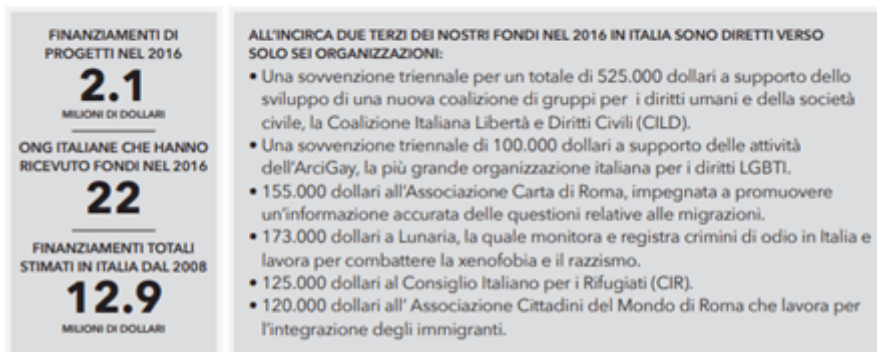 FINANZIAMENTI DI
PROGETTI NEL 2016
2.1
MILIONI DI DOLLARI
ONG ITALIANE CHE HANNO
RICEVUTO FONDI NEL 2016
22
FINANZIAMENTI TOTALI
STIMATI IN ITALIA DAL 2008
12.9
MILIONI DI DOLLARI
ALL'INCIRCA DUE TERZI DEI NOSTRI FONDI NEL 2016 IN ITALIA SONO DIRETTI VERSO
SOLO SEI ORGANIZZAZIONI:
• Una sovvenzione triennale per un totale di 525.000 dollari a supporto dello
sviluppo di una nuova coalizione di gruppi per i diritti umani e della società
civile, la Coalizione Italiana Libertà e Diritti Civili (CILD).
• Una sovvenzione triennale di 100.000 dollari a supporto delle attività
dell'ArciGay, la più grande organizzazione italiana per i diritti LGBTI.
• 155.000 dollari all'Associazione Carta di Roma, impegnata a promuovere
un'informazione accurata delle questioni relative alle migrazioni.
• 173.000 dollari a Lunaria, la quale monitora e registra crimini di odio in Italia e
lavora per combattere la xenofobia e il razzismo.
• 125.000 dollari al Consiglio Italiano per i Rifugiati (CIR).
• 120.000 dollari all' Associazione Cittadini del Mondo di Roma che lavora per
l'integrazione degli immigranti.